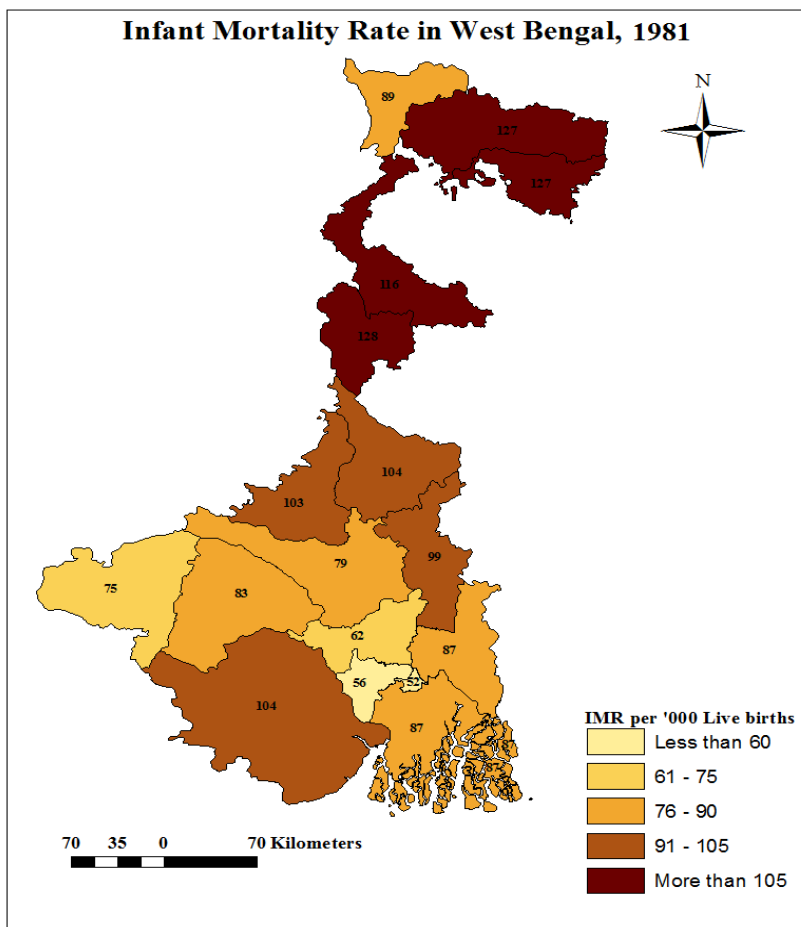 Infant Mortality Rate in West Bengal, 1981
N
89
127
127
116
128
104
103
99
79
75
83
62
87
56
52
104
87
87
IMR per '000 Live births
Less than 60
61 - 75
76 - 90
91 - 105
More than 105
70 35 0 70 Kilometers